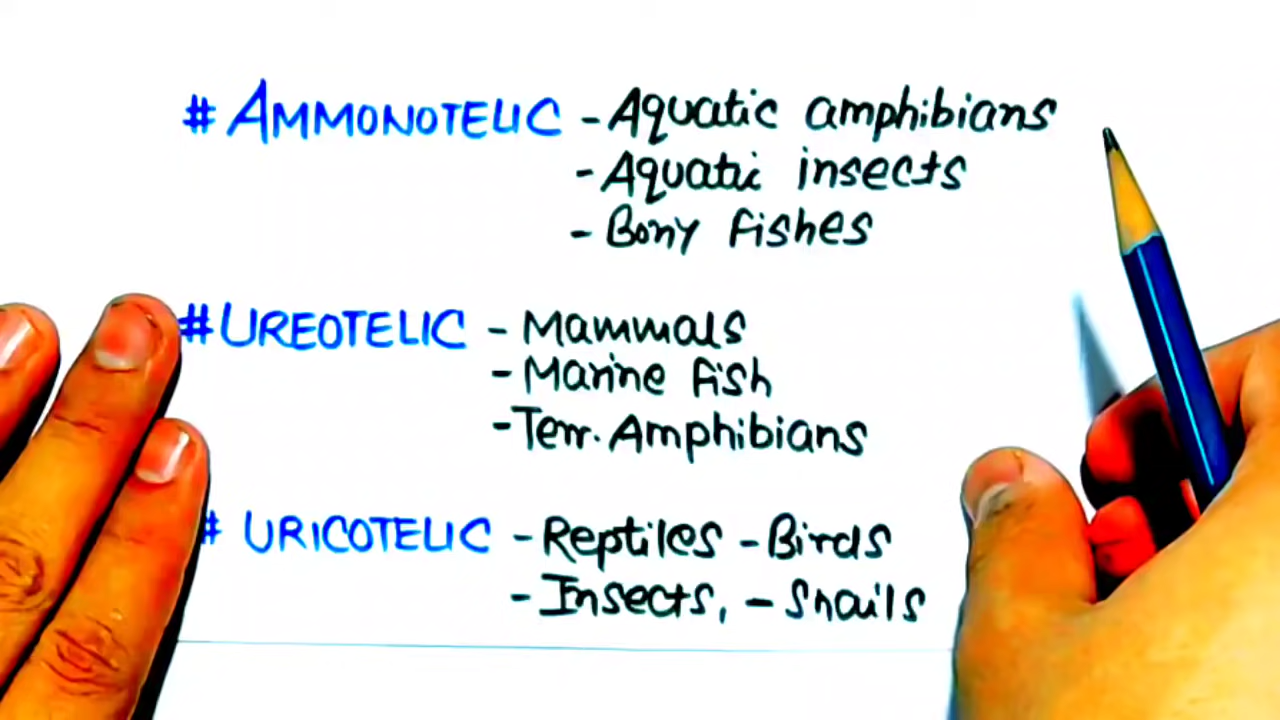 # AMMONOTELIC - Aquatic amphibians
- Aquatic insects
- Bony fishes
# UREOTELIC - Mammals
- Marine fish
- Terr. Amphibians
# URICOTELIC - Reptiles - Birds
- Insects, - Snails